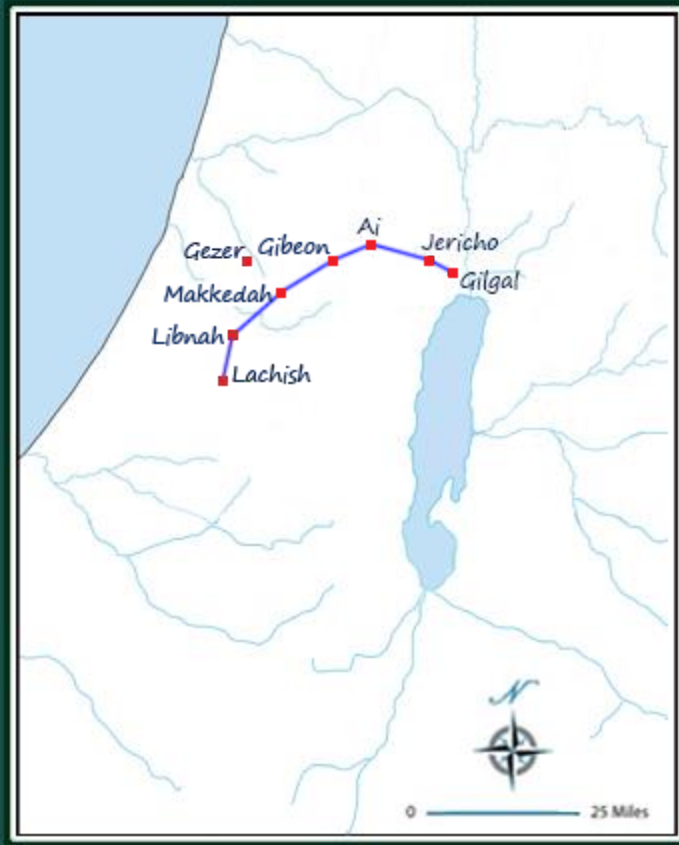 Ai
Gezer
Gibeon
Jericho
Gilgal
Makkedah
Libnah
Lachish
N
0 25 Miles